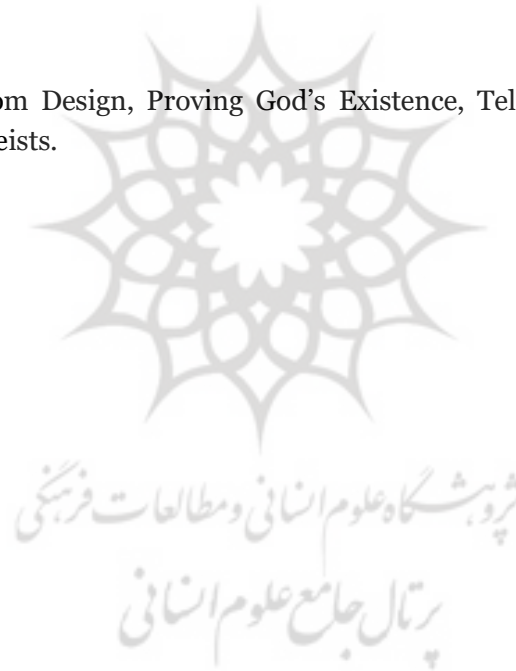 om Design, Proving God's Existence, Tel
eists.
پژوهشگاه علوم انسانی و مطالعات فرهنگی
پرتال جامع علوم انسانی